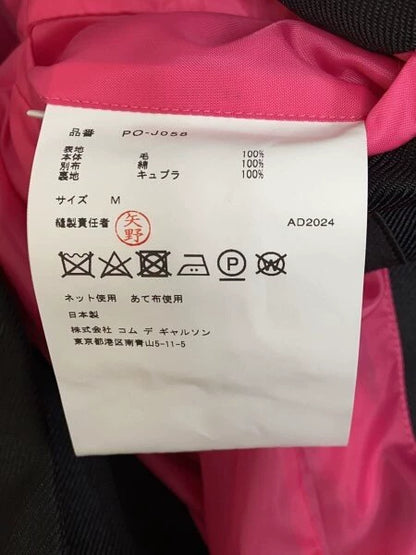 品番 PO-J058
表地
本体 毛 100%
別布 綿 100%
裏地 キュプラ 100%
サイズ M
縫製責任者 矢野 AD2024
P W
ネット使用 あて布使用
日本製
株式会社 コム デ ギャルソン
東京都港区南青山5-11-5